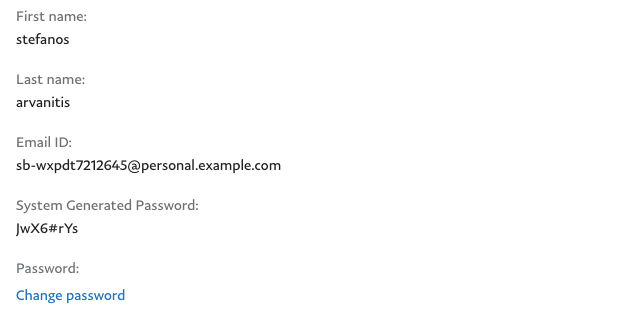 First name:
stefanos
Last name:
arvanitis
Email ID:
sb-wxpdt7212645@personal.example.com
System Generated Password:
JwX6#rYs
Password:
Change password